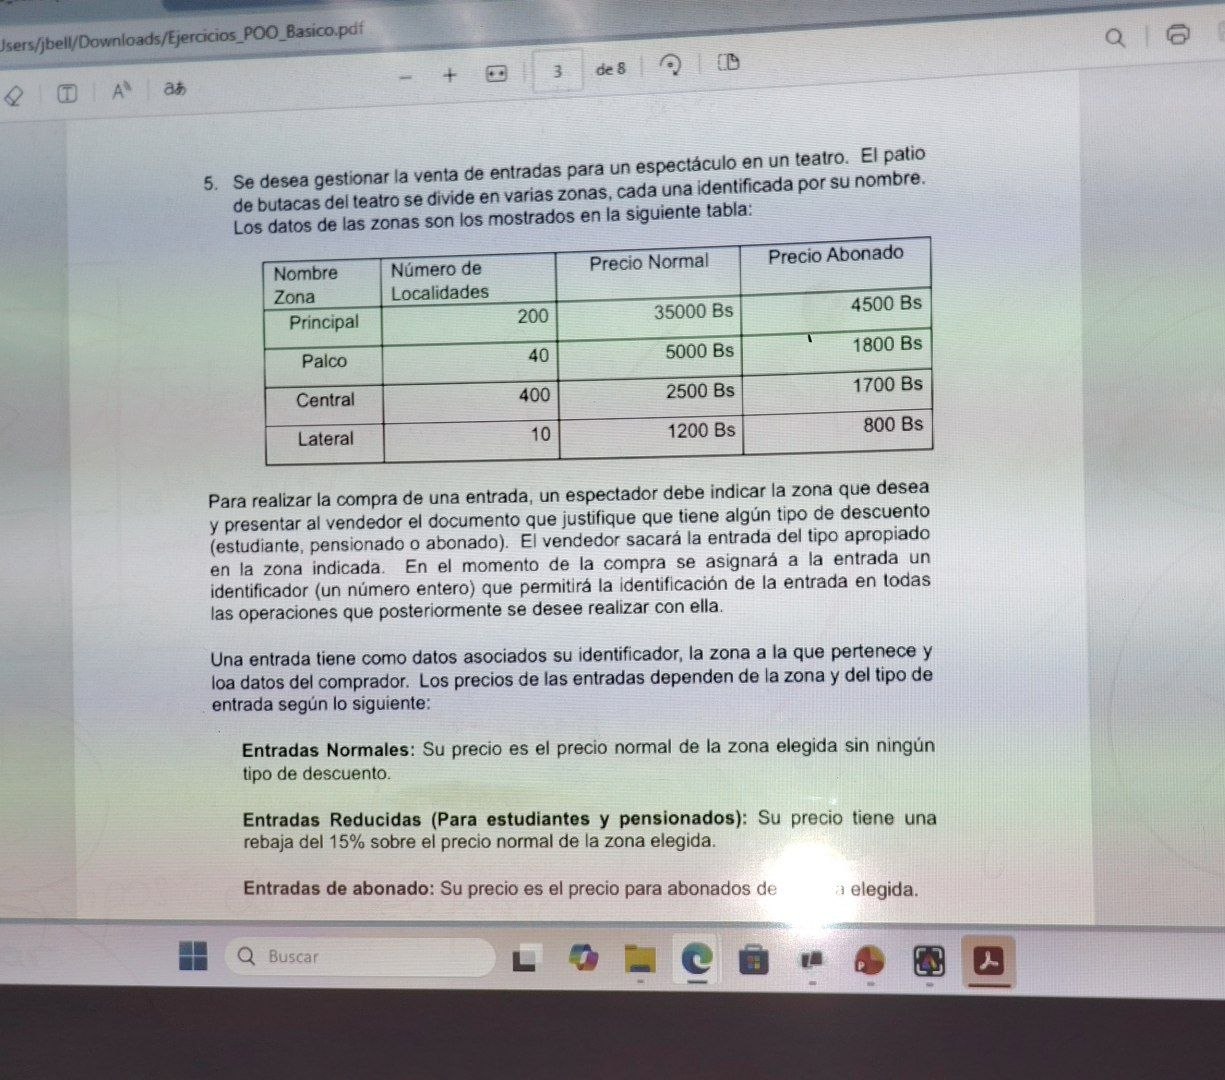 Users/jbell/Downloads/Ejercicios_POO_Basico.pdf
3 de 8
5. Se desea gestionar la venta de entradas para un espectáculo en un teatro. El patio
de butacas del teatro se divide en varias zonas, cada una identificada por su nombre.
Los datos de las zonas son los mostrados en la siguiente tabla:
Nombre Zona Número de Localidades Precio Normal Precio Abonado
Principal 200 35000 Bs 4500 Bs
Palco 40 5000 Bs 1800 Bs
Central 400 2500 Bs 1700 Bs
Lateral 10 1200 Bs 800 Bs
Para realizar la compra de una entrada, un espectador debe indicar la zona que desea
y presentar al vendedor el documento que justifique que tiene algún tipo de descuento
(estudiante, pensionado o abonado). El vendedor sacará la entrada del tipo apropiado
en la zona indicada. En el momento de la compra se asignará a la entrada un
identificador (un número entero) que permitirá la identificación de la entrada en todas
las operaciones que posteriormente se desee realizar con ella.
Una entrada tiene como datos asociados su identificador, la zona a la que pertenece y
loa datos del comprador. Los precios de las entradas dependen de la zona y del tipo de
entrada según lo siguiente:
Entradas Normales: Su precio es el precio normal de la zona elegida sin ningún
tipo de descuento.
Entradas Reducidas (Para estudiantes y pensionados): Su precio tiene una
rebaja del 15% sobre el precio normal de la zona elegida.
Entradas de abonado: Su precio es el precio para abonados de elegida.
Buscar